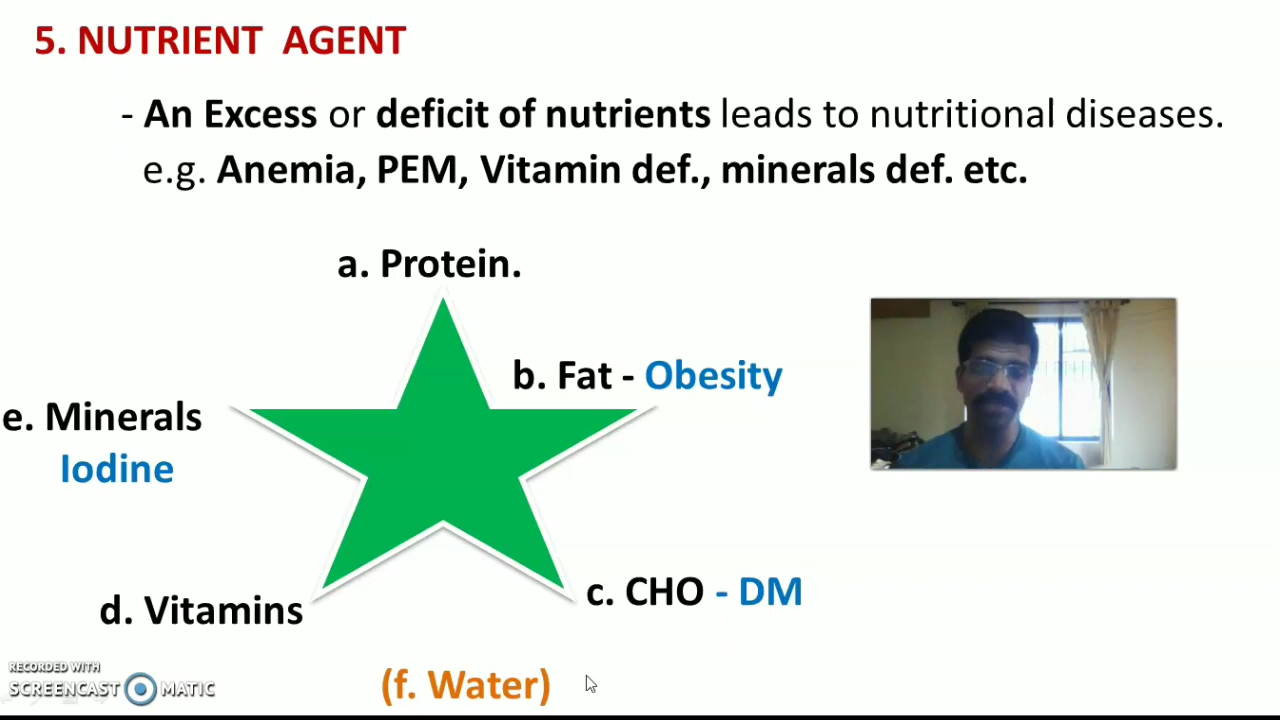 5. NUTRIENT AGENT
- An Excess or deficit of nutrients leads to nutritional diseases.
e.g. Anemia, PEM, Vitamin def., minerals def. etc.
a. Protein.
b. Fat - Obesity
e. Minerals
Iodine
c. CHO - DM
d. Vitamins
(f. Water)
RECORDED WITH
SCREENCAST MATIC